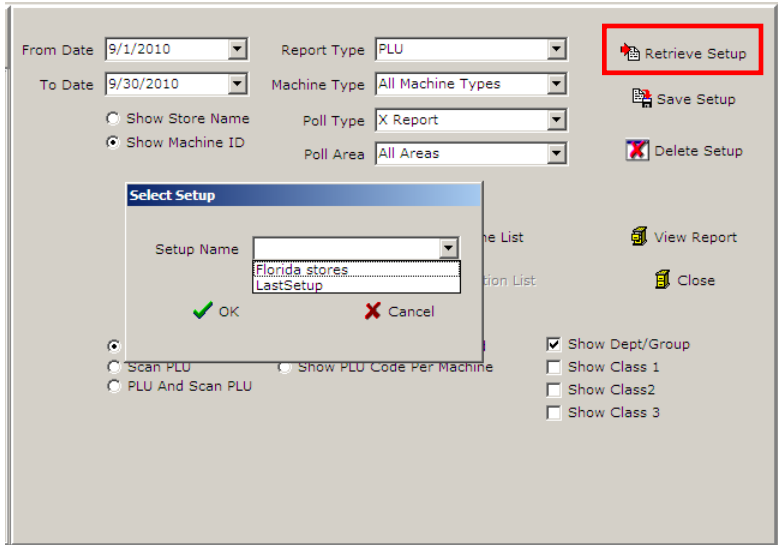 From Date 9/1/2010 Report Type PLU Retrieve Setup
To Date 9/30/2010 Machine Type All Machine Types Save Setup
Show Store Name Poll Type X Report
Show Machine ID Poll Area All Areas Delete Setup
Select Setup
Setup Name ne List View Report
Florida stores
LastSetup tion List Close
OK Cancel
Show Dept/Group
Scan PLU Show PLU Code Per Machine Show Class 1
PLU And Scan PLU Show Class2
Show Class 3